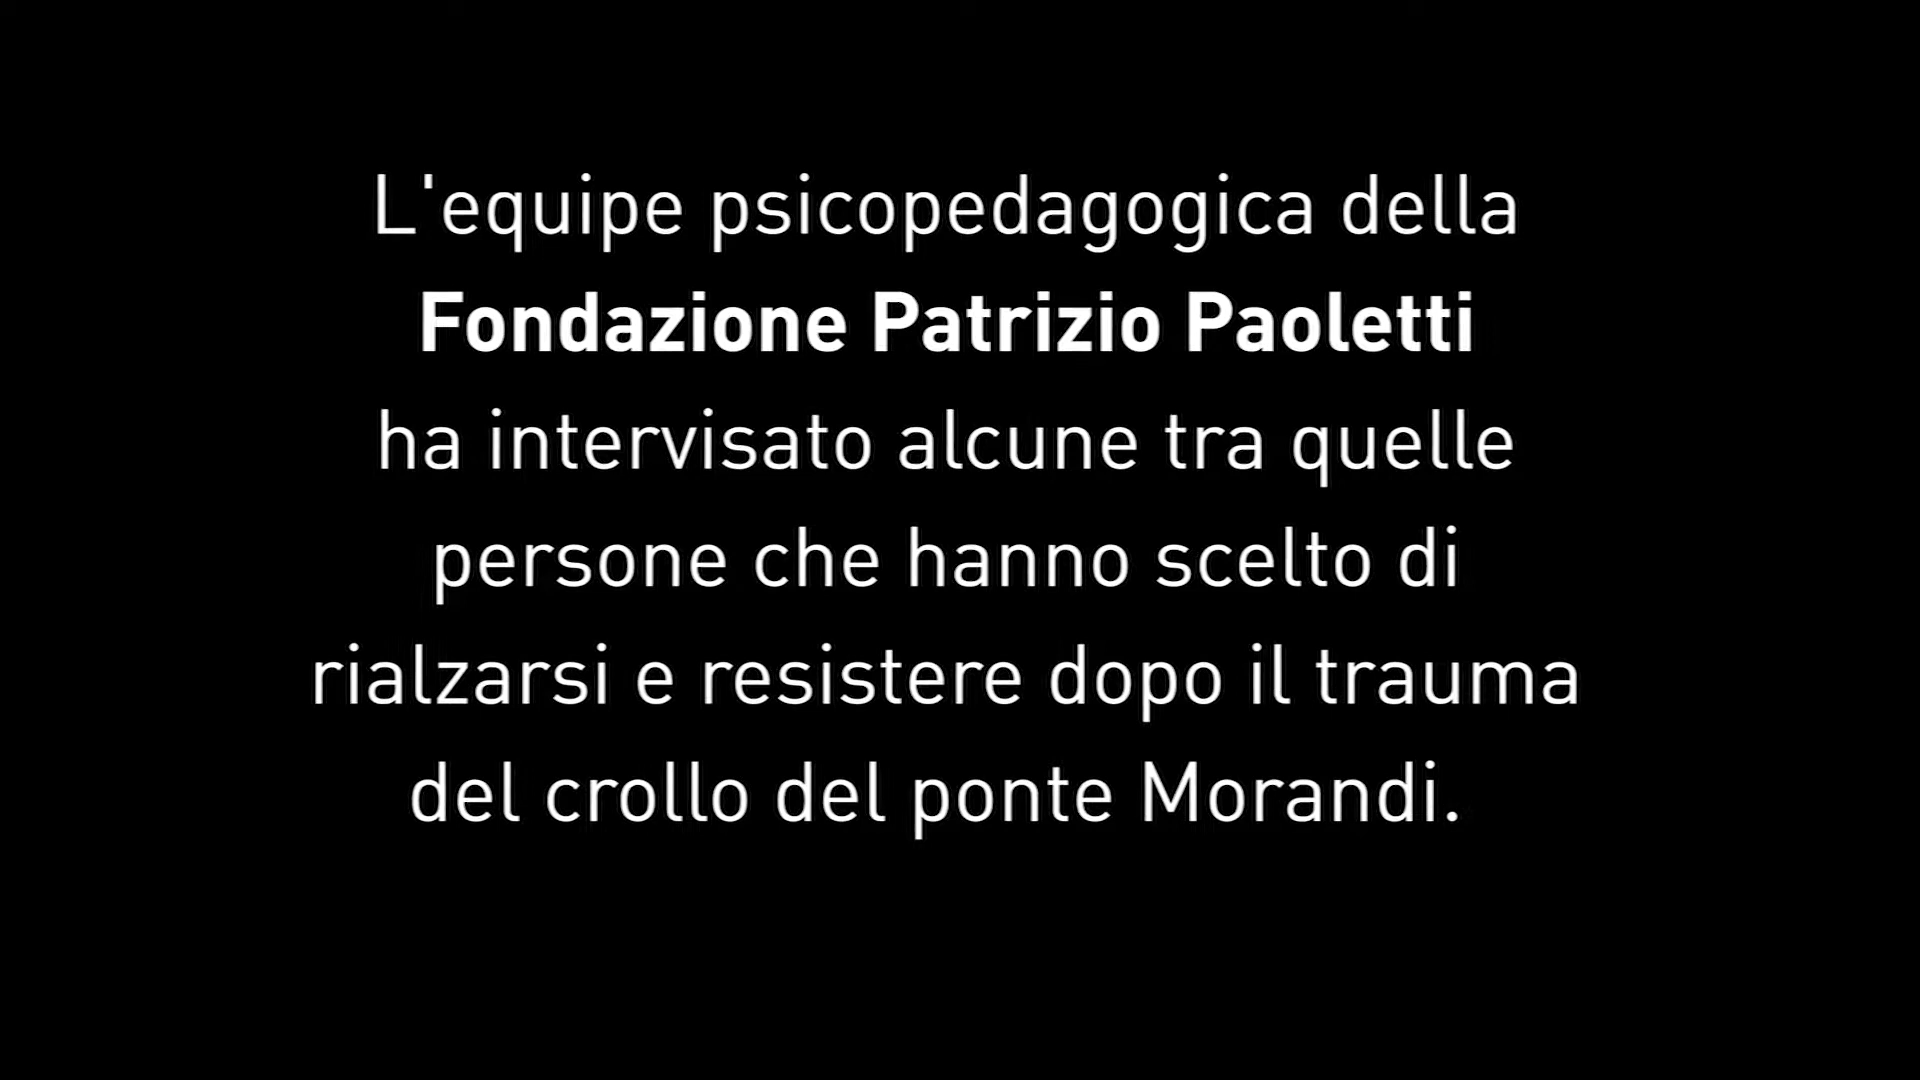 L'equipe psicopedagogica della
Fondazione Patrizio Paoletti
ha intervisato alcune tra quelle
persone che hanno scelto di
rialzarsi e resistere dopo il trauma
del crollo del ponte Morandi.